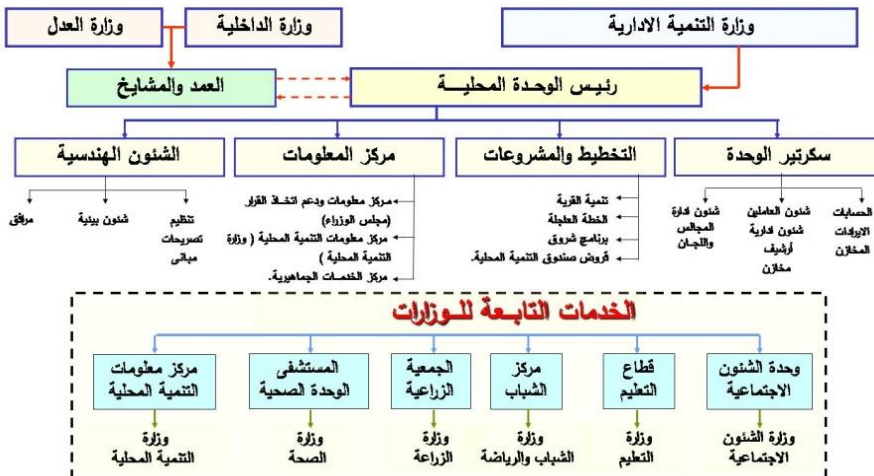 وزارة التنمية الادارية
وزارة الداخلية
وزارة العدل
رئيس الوحدة المحلية
العمد والمشايخ
سكرتير الوحدة
التخطيط والمشروعات
مركز المعلومات
الشئون الهندسية
الحسابات
الايرادات
المخازن
شئون العاملين
شئون ادارية
أرشيف
مخازن
شئون ادارة
المجالس
واللجان
تنمية القرية
الخطة العاجلة
برنامج شروق
قروض صندوق التنمية المحلية.
مركز معلومات ودعم اتخاذ القرار
(مجلس الوزراء)
مركز معلومات التنمية المحلية ( وزارة
التنمية المحلية )
مركز الخدمات الجماهيرية.
تنظيم
تصريحات
مبانى
شئون بيئية
مرافق
الخدمات التابعة للوزارات
وحدة الشئون
الاجتماعية
قطاع
التعليم
مركز
الشباب
الجمعية
الزراعية
المستشفى
الوحدة الصحية
مركز معلومات
التنمية المحلية
وزارة الشئون
الاجتماعية
وزارة
التعليم
وزارة
الشباب والرياضة
وزارة
الزراعة
وزارة
الصحة
وزارة
التنمية المحلية